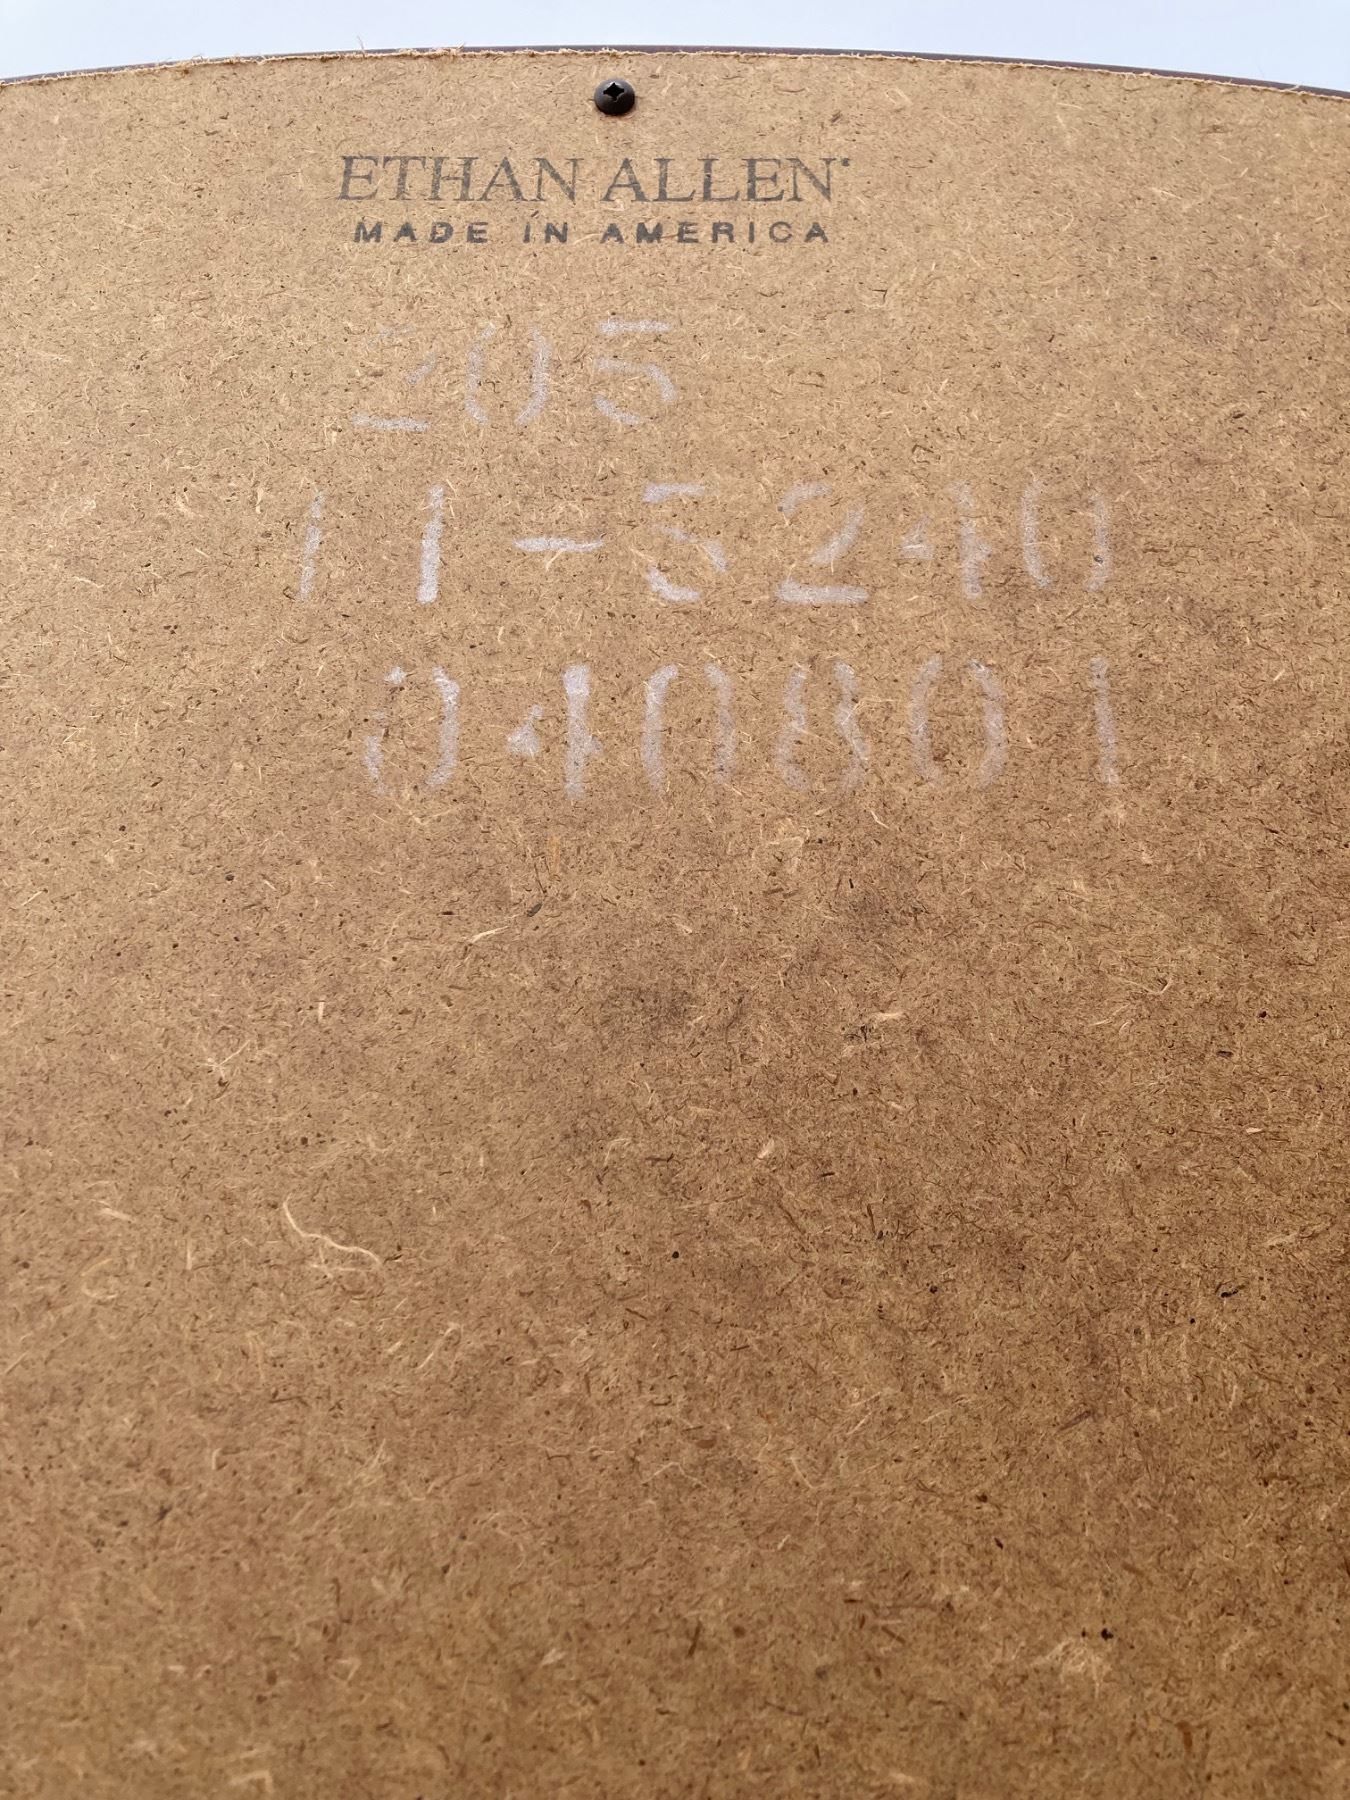 ETHAN ALLEN
MADE IN AMERICA
205
11-5240
040801